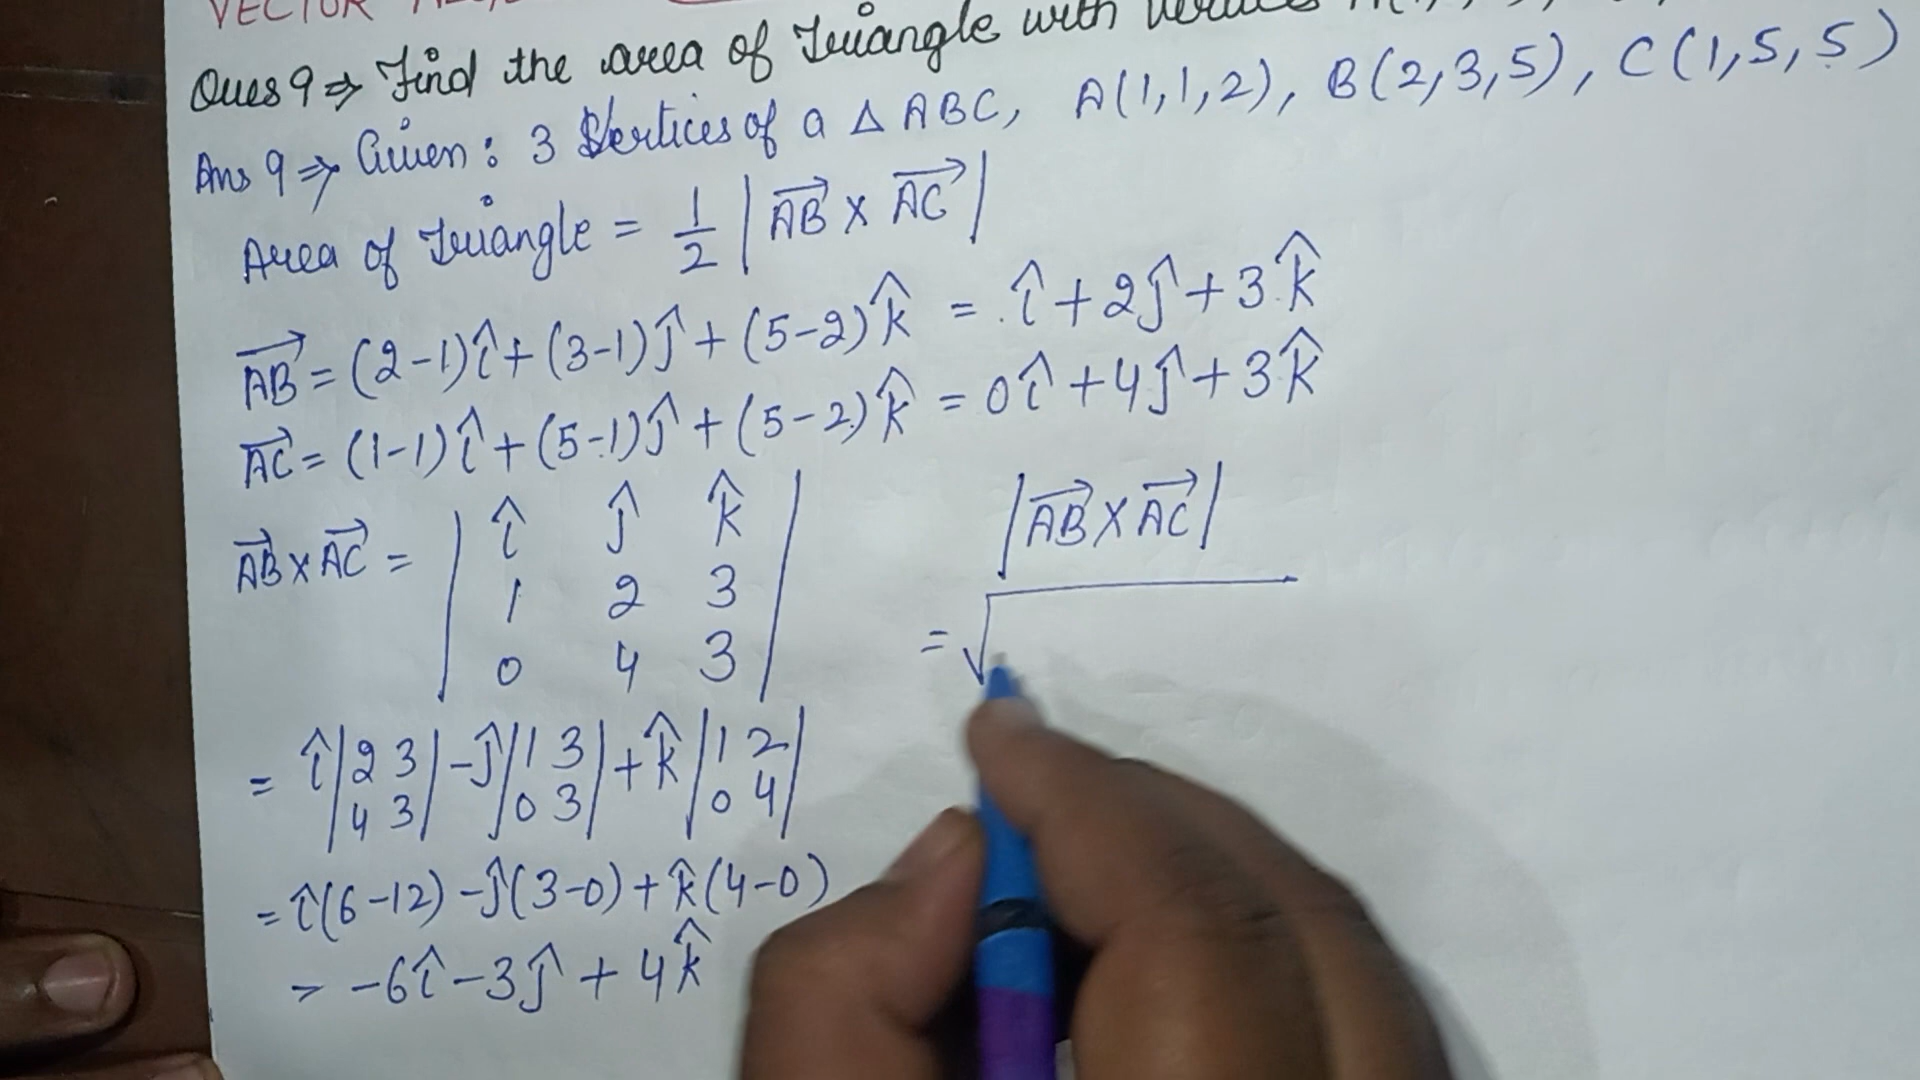 VECTOR
Ques 9 ⇒ Find the area of Triangle with
Ans 9 ⇒ Given : 3 Vertices of a △ ABC, A(1,1,2), B(2,3,5), C(1,5,5)
Area of Triangle = 1/2 |AB⃗ × AC⃗|
AB⃗ = (2-1)î + (3-1)ĵ + (5-2)k̂ = î + 2ĵ + 3k̂
AC⃗ = (1-1)î + (5-1)ĵ + (5-2)k̂ = 0î + 4ĵ + 3k̂
AB⃗ × AC⃗ = | î ĵ k̂ |
1 2 3
0 4 3
= î |2 3| - ĵ |1 3| + k̂ |1 2|
|4 3| |0 3| |0 4|
= î(6-12) - ĵ(3-0) + k̂(4-0)
= -6î - 3ĵ + 4k̂
|AB⃗ × AC⃗|
= √